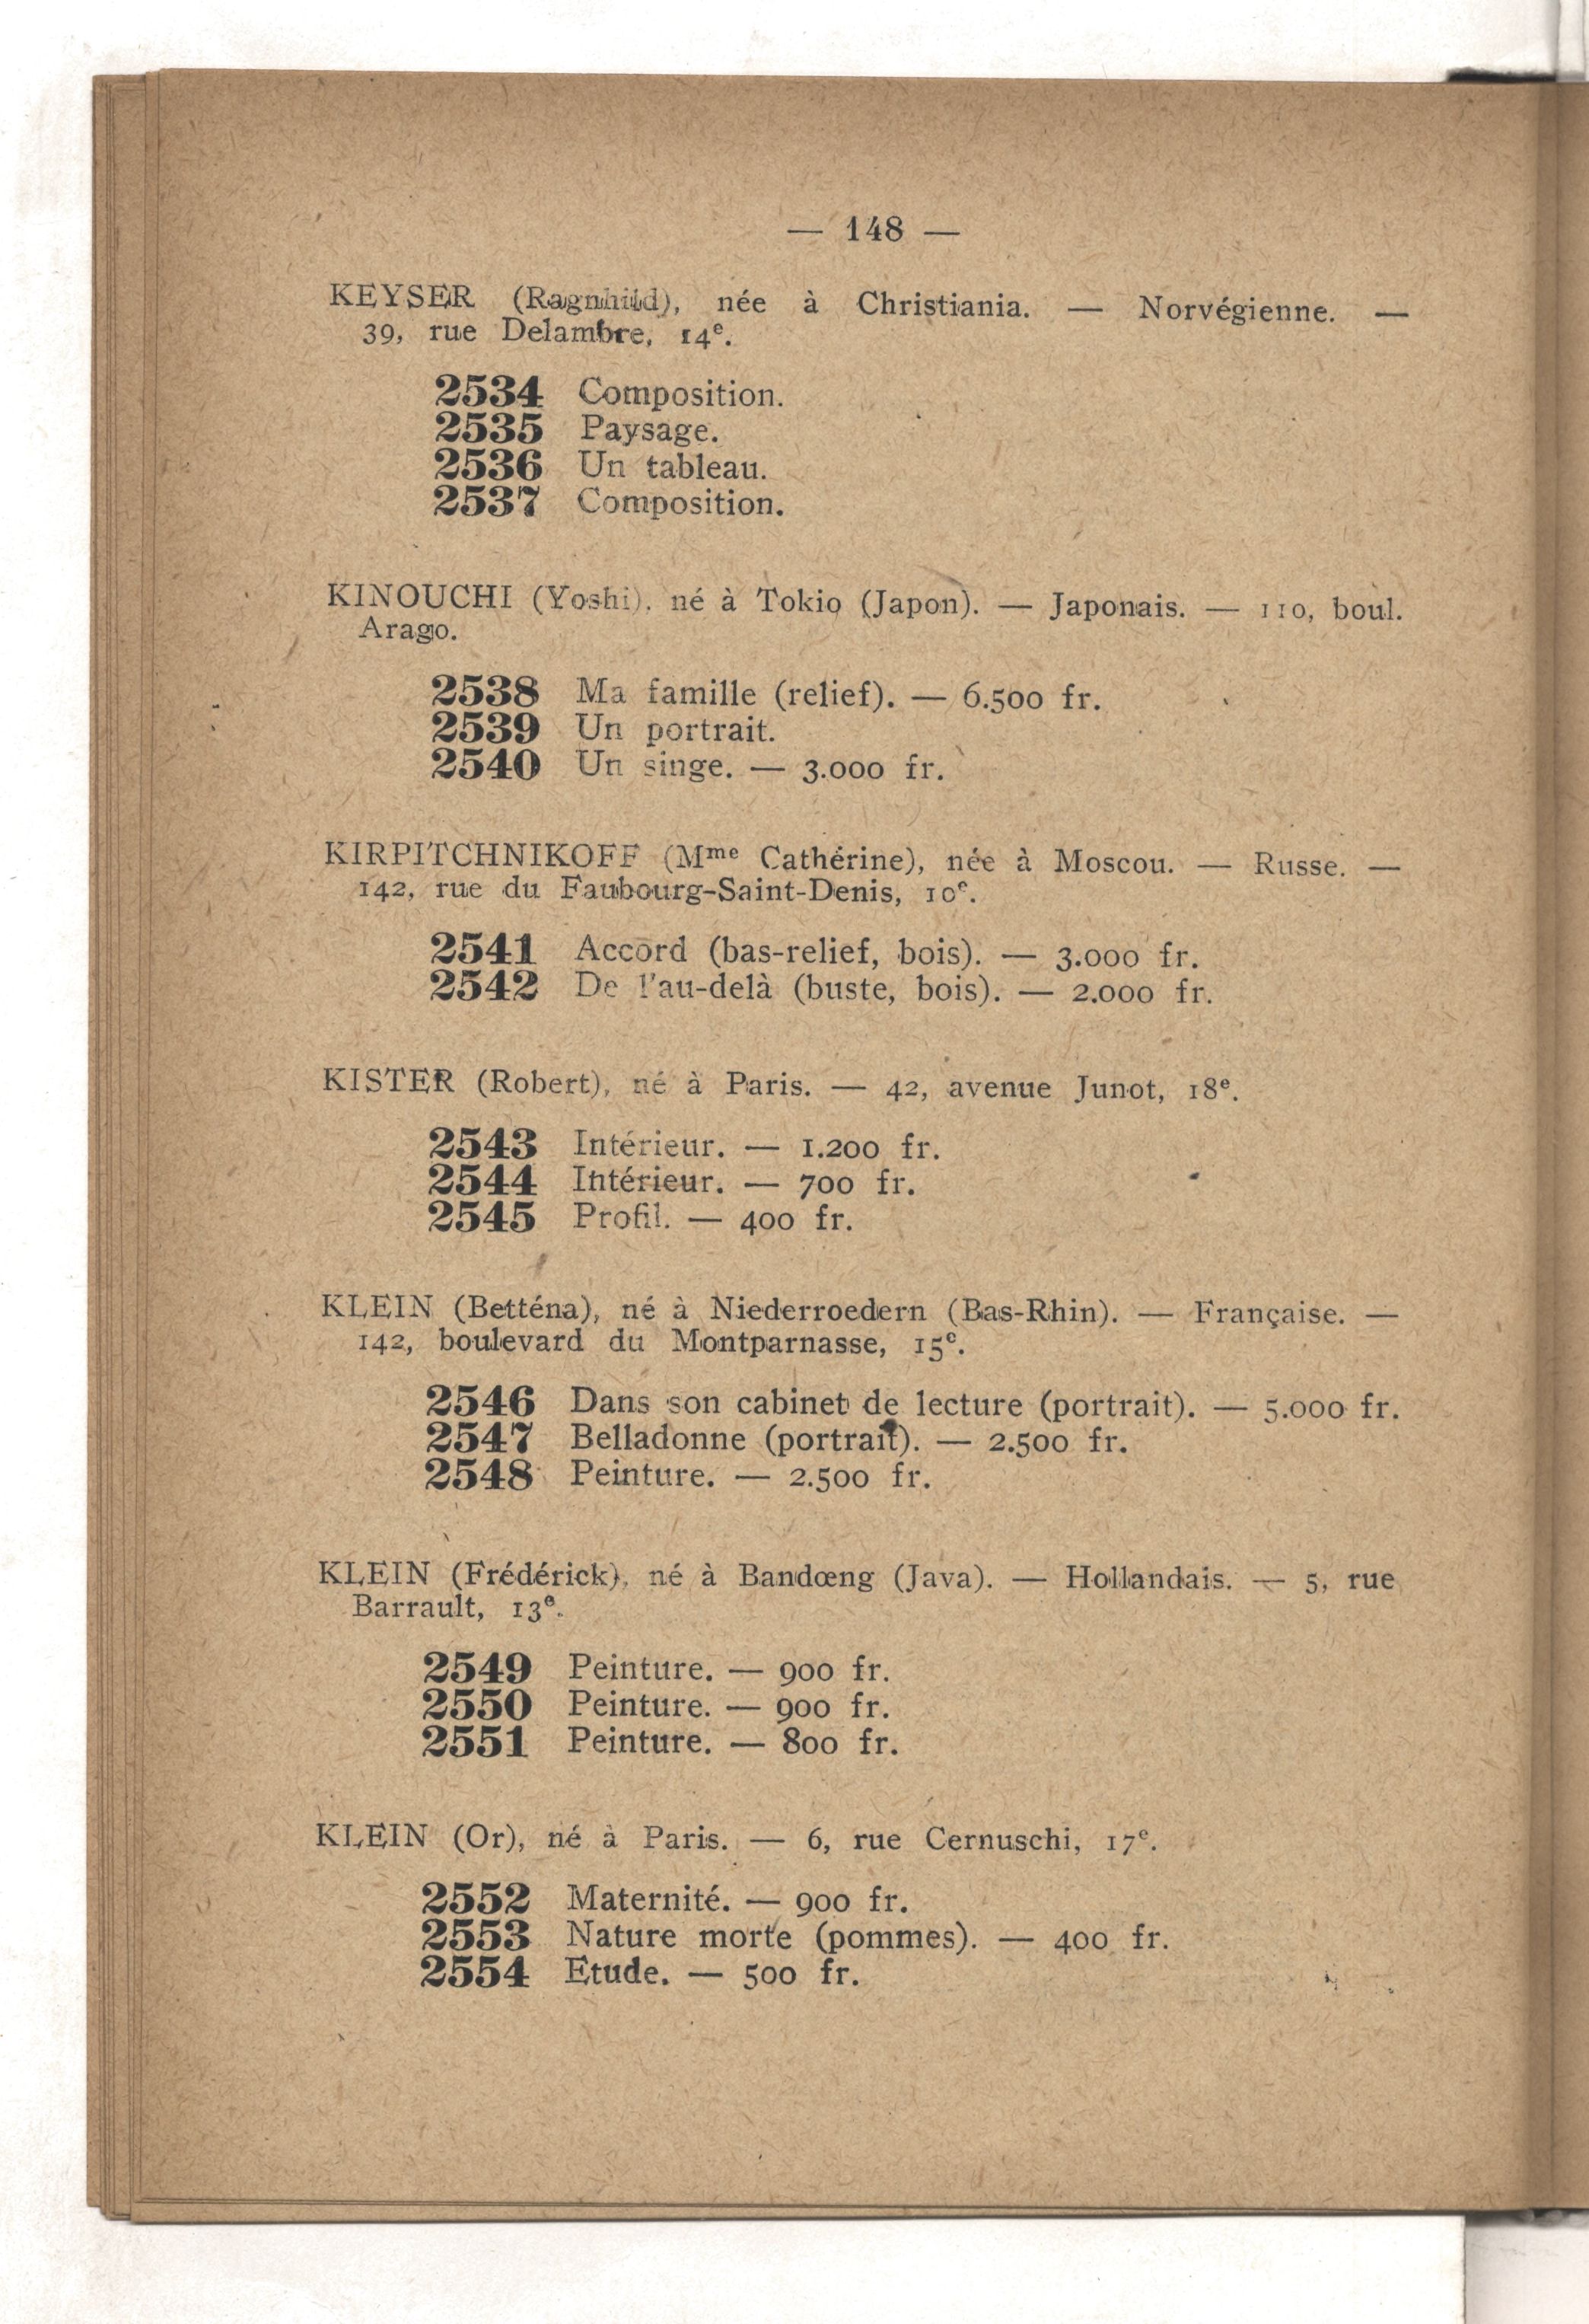 — 148 —
KEYSER (Ragnhild), née à Christiania. — Norvégienne. —
39, rue Delambre, 14e.
2534 Composition.
2535 Paysage.
2536 Un tableau.
2537 Composition.
KINOUCHI (Yoshi), né à Tokio (Japon). — Japonais. — 110, boul.
Arago.
2538 Ma famille (relief). — 6.500 fr.
2539 Un portrait.
2540 Un singe. — 3.000 fr.
KIRPITCHNIKOFF (Mme Cathérine), née à Moscou. — Russe. —
142, rue du Faubourg-Saint-Denis, 10e.
2541 Accord (bas-relief, bois). — 3.000 fr.
2542 De l'au-delà (buste, bois). — 2.000 fr.
KISTER (Robert), né à Paris. — 42, avenue Junot, 18e.
2543 Intérieur. — 1.200 fr.
2544 Intérieur. — 700 fr.
2545 Profil. — 400 fr.
KLEIN (Betténa), né à Niederroedern (Bas-Rhin). — Française. —
142, boulevard du Montparnasse, 15e.
2546 Dans son cabinet de lecture (portrait). — 5.000 fr.
2547 Belladonne (portrait). — 2.500 fr.
2548 Peinture. — 2.500 fr.
KLEIN (Frédérick), né à Bandœng (Java). — Hollandais. — 5, rue
Barrault, 13e.
2549 Peinture. — 900 fr.
2550 Peinture. — 900 fr.
2551 Peinture. — 800 fr.
KLEIN (Or), né à Paris. — 6, rue Cernuschi, 17e.
2552 Maternité. — 900 fr.
2553 Nature morte (pommes). — 400 fr.
2554 Etude. — 500 fr.